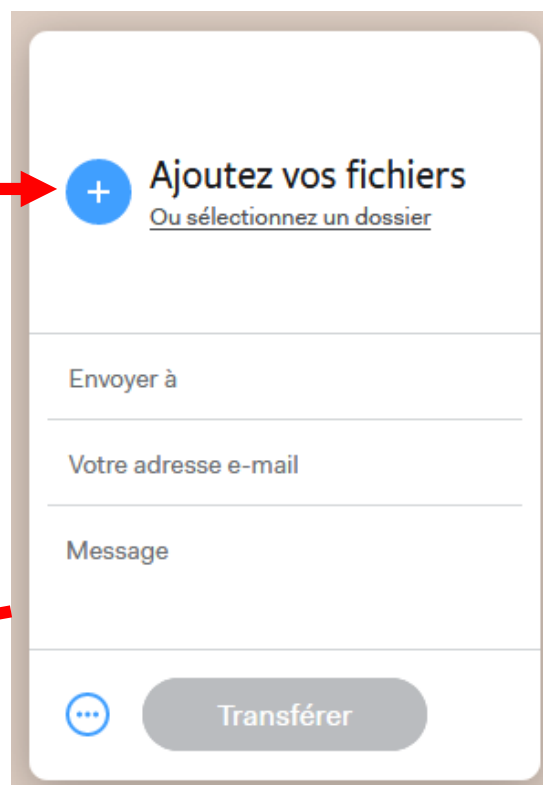 Ajoutez vos fichiers
Ou sélectionnez un dossier
Envoyer à
Votre adresse e-mail
Message
Transférer